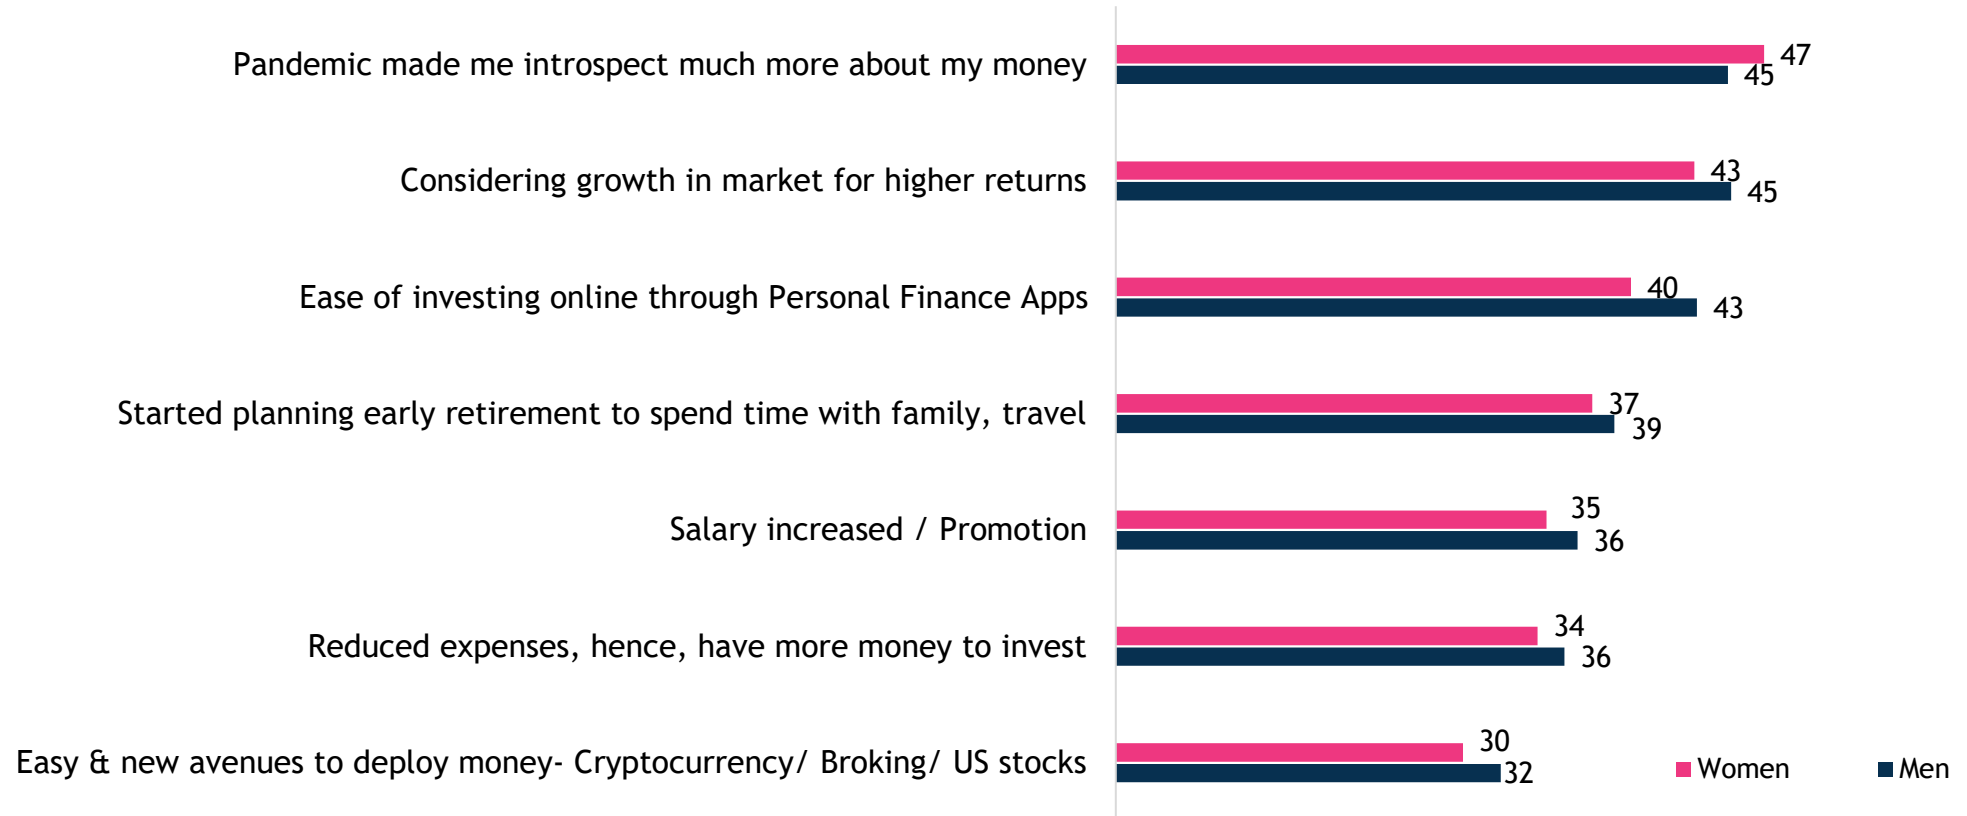 Pandemic made me introspect much more about my money
47
45
Considering growth in market for higher returns
43
45
Ease of investing online through Personal Finance Apps
40
43
Started planning early retirement to spend time with family, travel
37
39
Salary increased / Promotion
35
36
Reduced expenses, hence, have more money to invest
34
36
Easy & new avenues to deploy money- Cryptocurrency/ Broking/ US stocks
30
32
Women Men